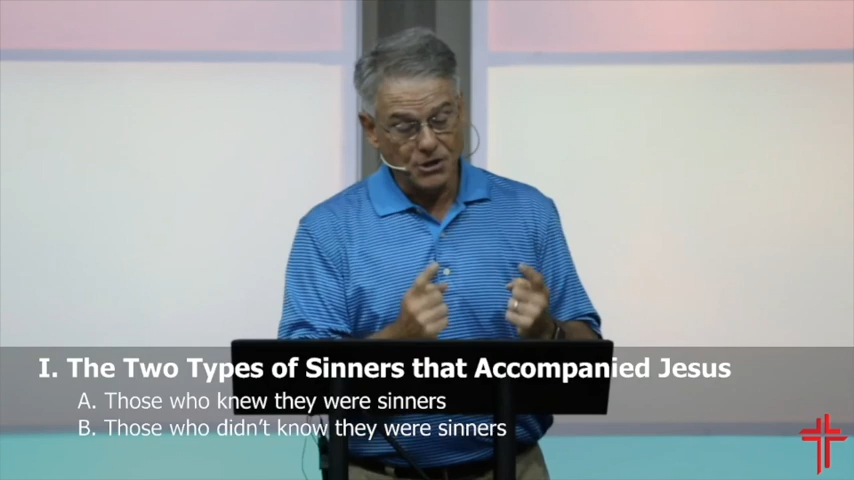 I. The Two Types of Sinners that Accompanied Jesus
A. Those who knew they were sinners
B. Those who didn't know they were sinners